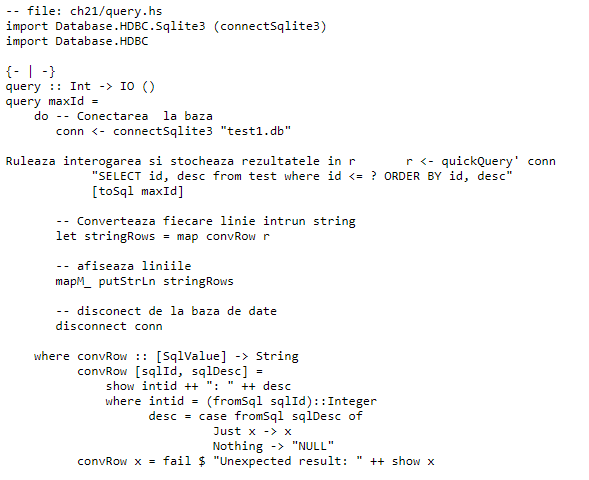 -- file: ch21/query.hs
import Database.HDBC.Sqlite3 (connectSqlite3)
import Database.HDBC
{- | -}
query :: Int -> IO ()
query maxId =
    do -- Conectarea  la baza
       conn <- connectSqlite3 "test1.db"
Ruleaza interogarea si stocheaza rezultatele in r       r <- quickQuery' conn
            "SELECT id, desc from test where id <= ? ORDER BY id, desc"
            [toSql maxId]
       -- Converteaza fiecare linie intrun string
       let stringRows = map convRow r
       -- afiseaza liniile
       mapM_ putStrLn stringRows
       -- disconect de la baza de date
       disconnect conn
    where convRow :: [SqlValue] -> String
          convRow [sqlId, sqlDesc] =
              show intid ++ ": " ++ desc
              where intid = (fromSql sqlId)::Integer
                    desc = case fromSql sqlDesc of
                             Just x -> x
                             Nothing -> "NULL"
          convRow x = fail $ "Unexpected result: " ++ show x